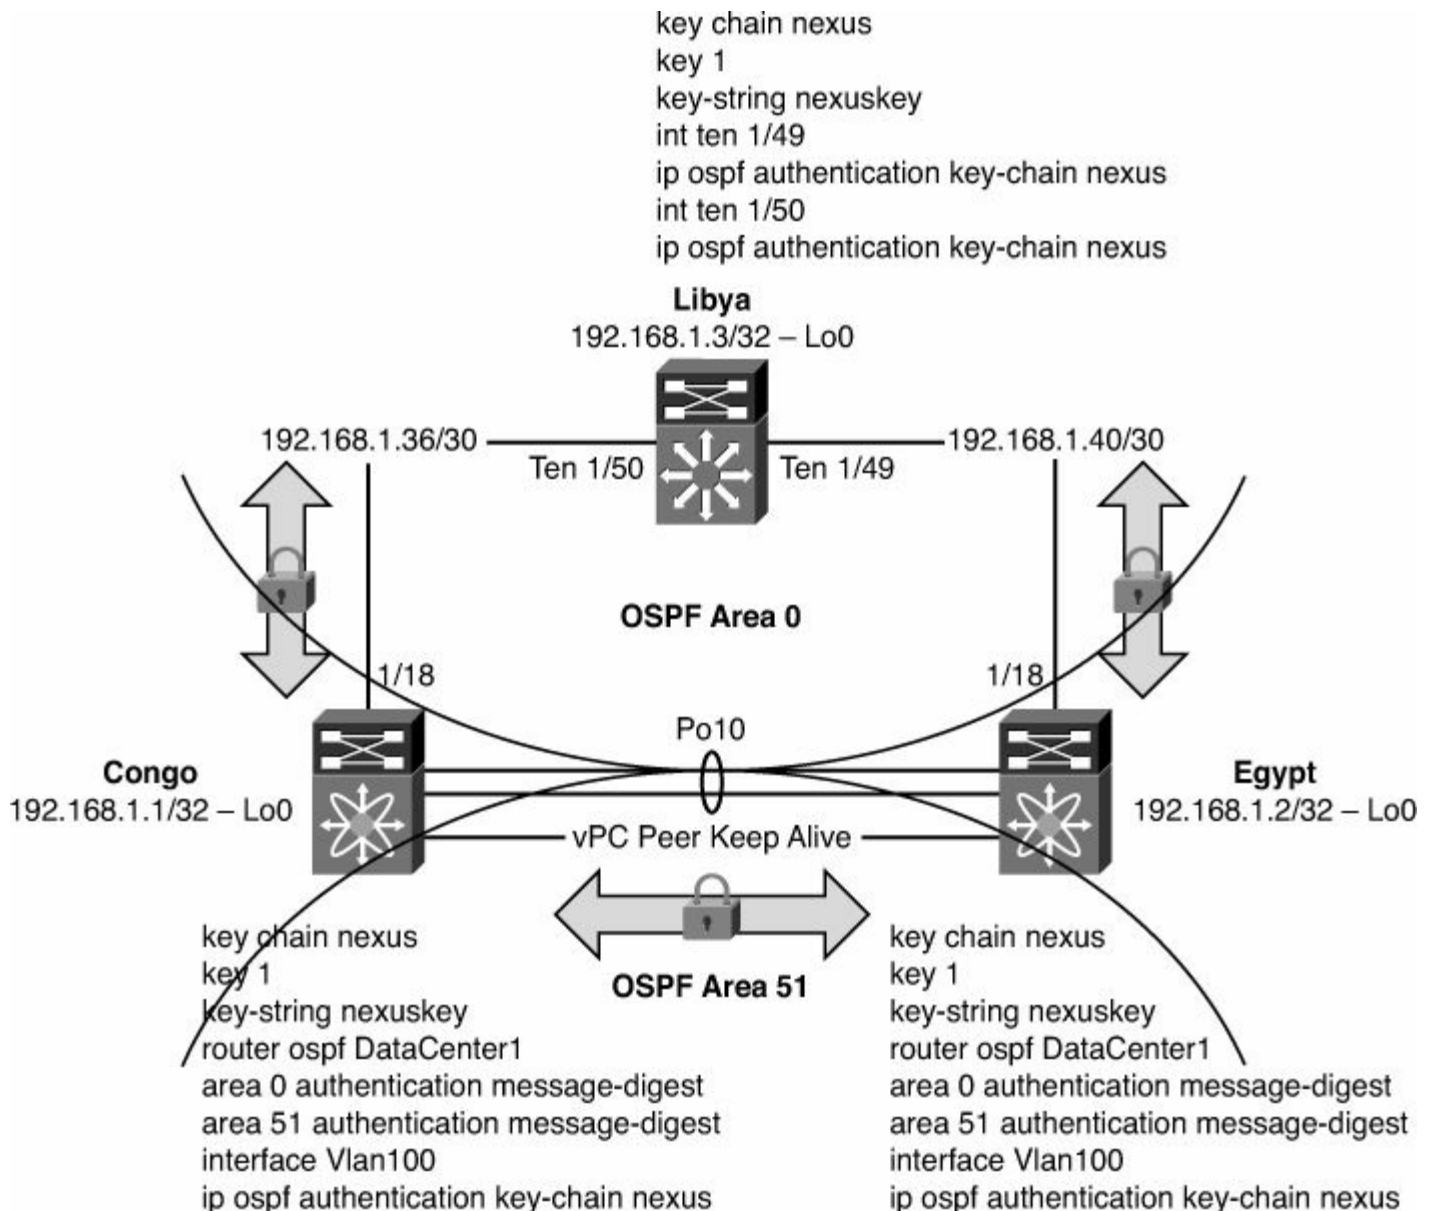 key chain nexus
key 1
key-string nexuskey
int ten 1/49
ip ospf authentication key-chain nexus
int ten 1/50
ip ospf authentication key-chain nexus
Libya
192.168.1.3/32 – Lo0
192.168.1.36/30
192.168.1.40/30
Ten 1/50
Ten 1/49
OSPF Area 0
1/18
1/18
Po10
Congo
192.168.1.1/32 – Lo0
Egypt
192.168.1.2/32 – Lo0
vPC Peer Keep Alive
OSPF Area 51
key chain nexus
key 1
key-string nexuskey
router ospf DataCenter1
area 0 authentication message-digest
area 51 authentication message-digest
interface Vlan100
ip ospf authentication key-chain nexus
key chain nexus
key 1
key-string nexuskey
router ospf DataCenter1
area 0 authentication message-digest
area 51 authentication message-digest
interface Vlan100
ip ospf authentication key-chain nexus